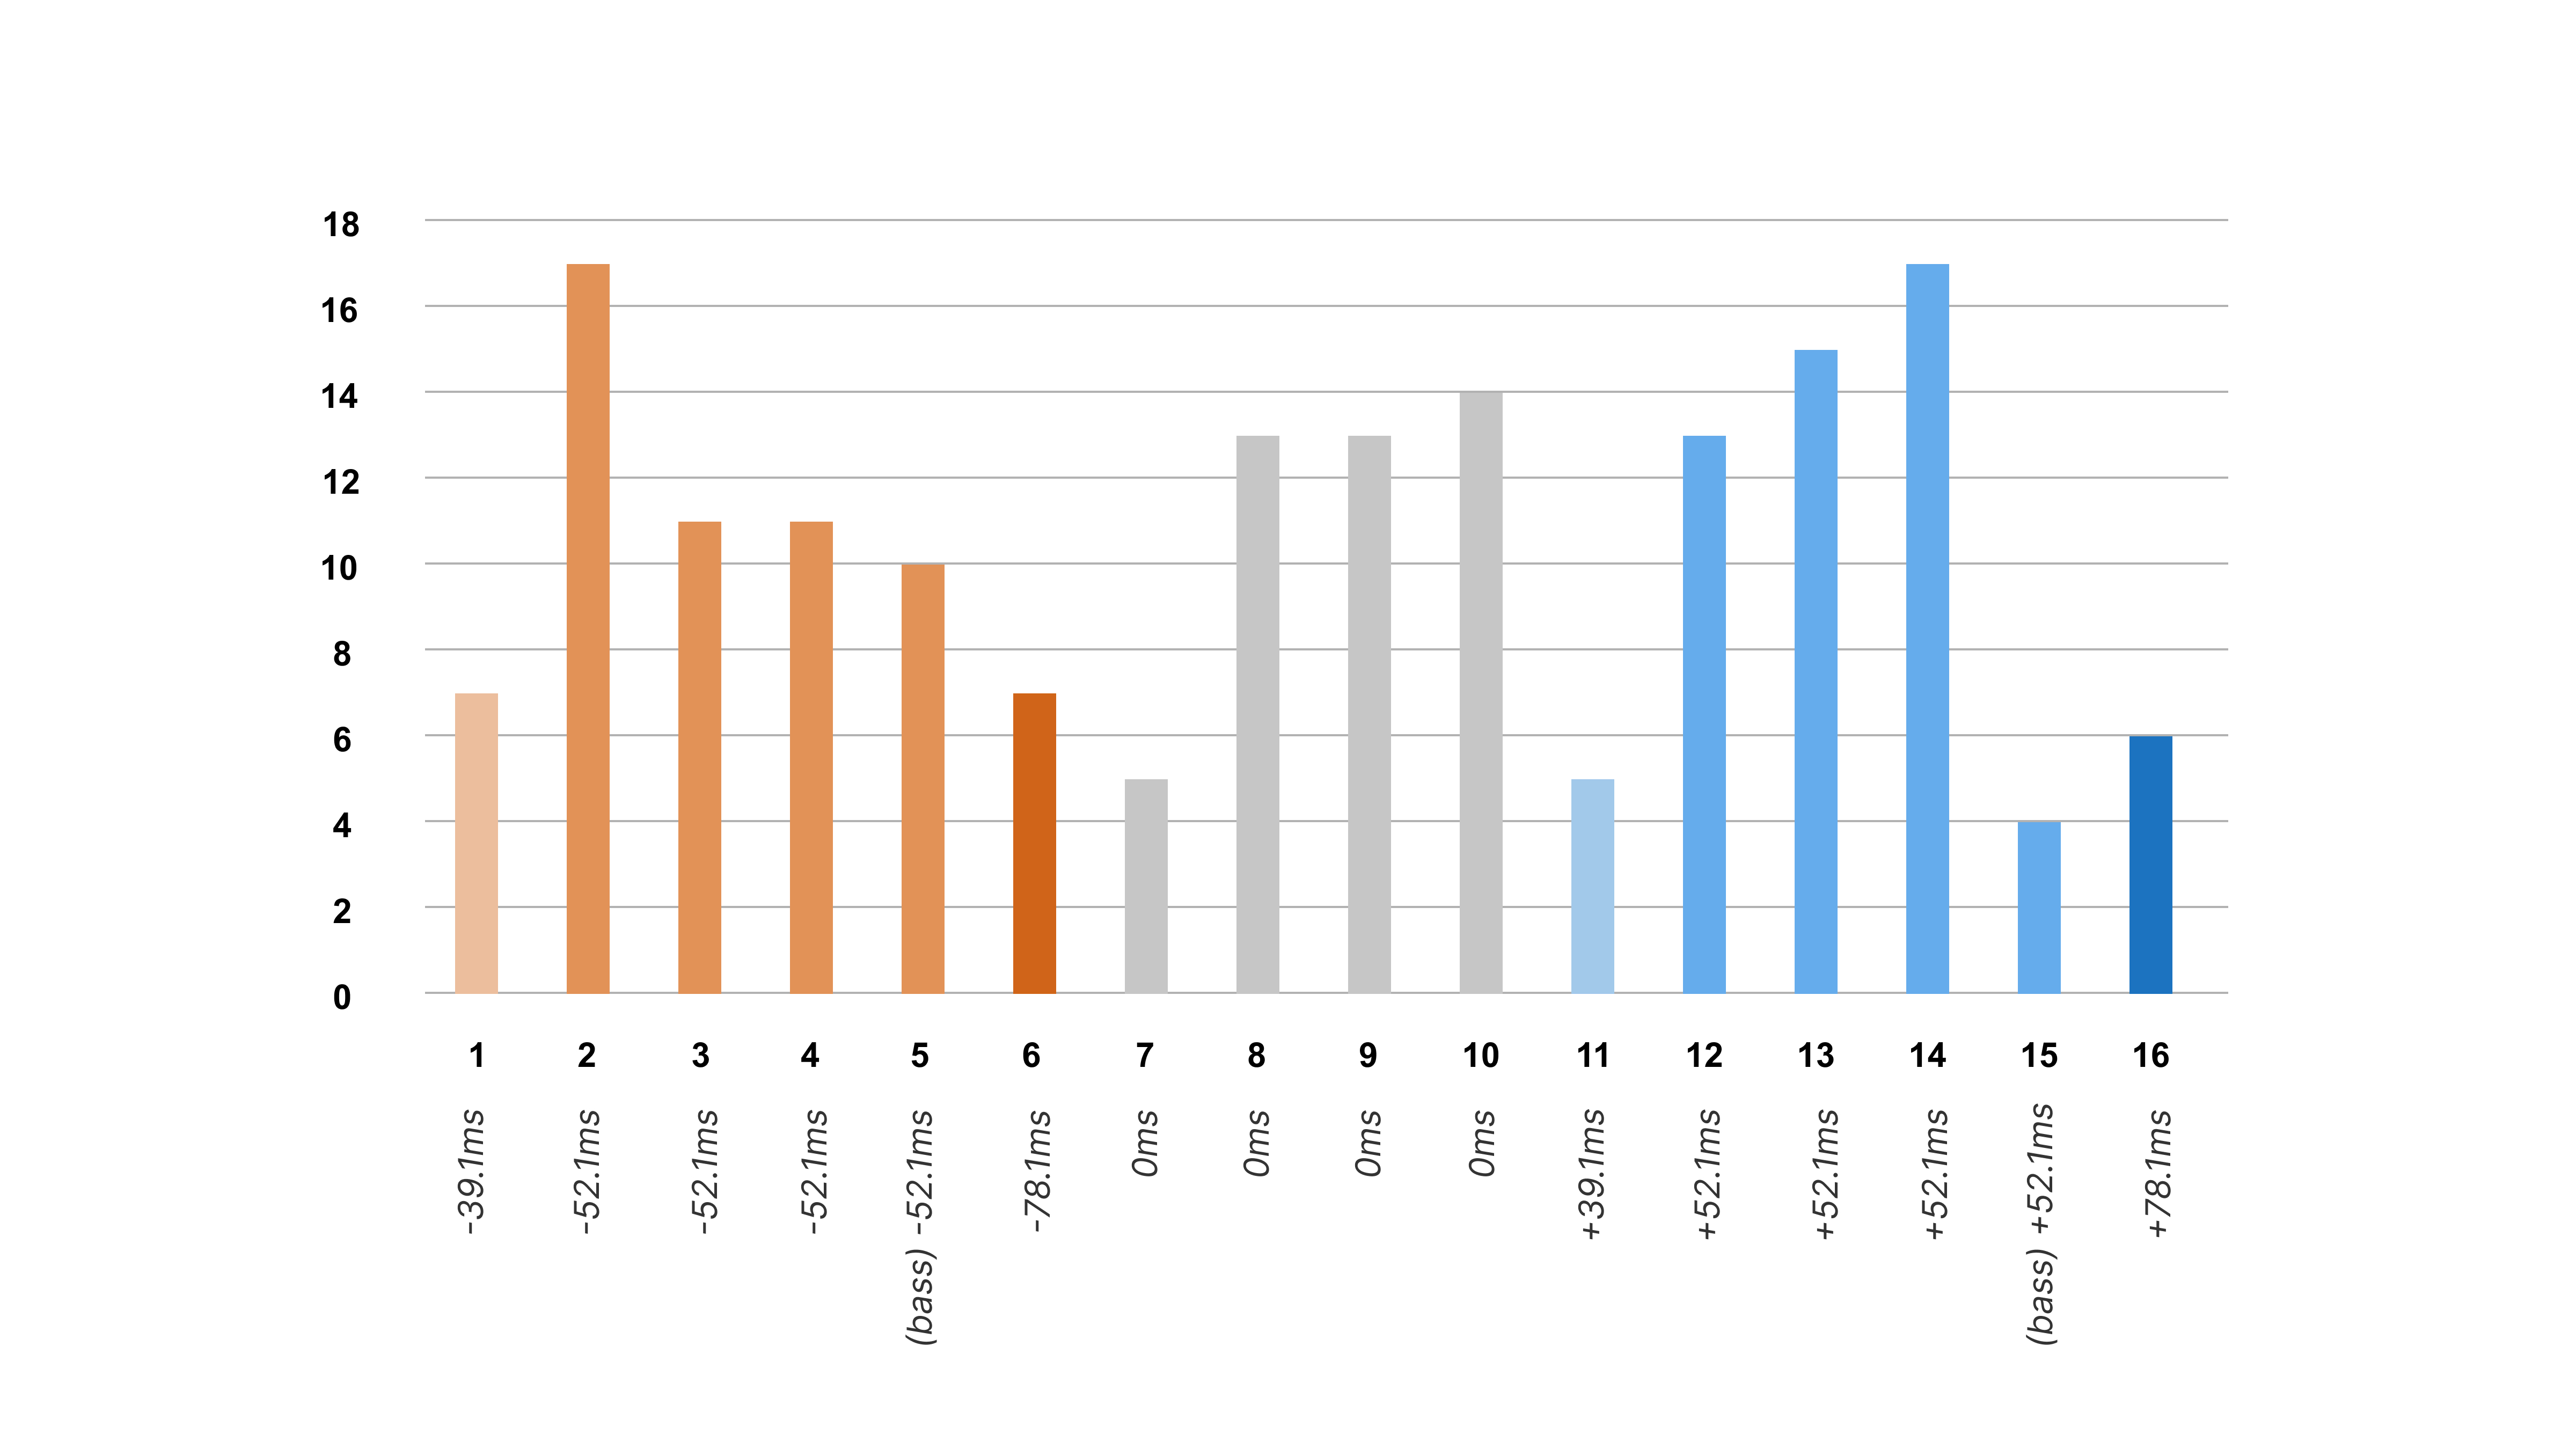 18
16
14
12
10
8
6
4
2
0
1 2 3 4 5 6 7 8 9 10 11 12 13 14 15 16
-39.1ms
-52.1ms
-52.1ms
-52.1ms
(bass) -52.1ms
-78.1ms
0ms
0ms
0ms
0ms
+39.1ms
+52.1ms
+52.1ms
+52.1ms
(bass) +52.1ms
+78.1ms